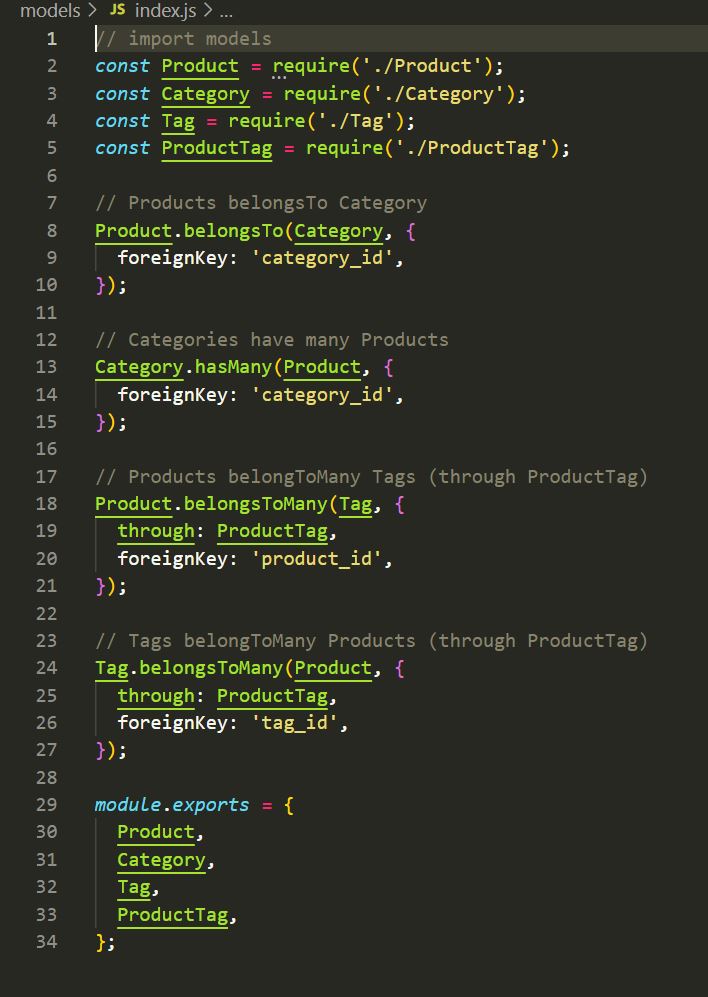 models > JS index.js > ...
1 // import models
2 const Product = require('./Product');
3 const Category = require('./Category');
4 const Tag = require('./Tag');
5 const ProductTag = require('./ProductTag');
6
7 // Products belongsTo Category
8 Product.belongsTo(Category, {
9   foreignKey: 'category_id',
10 });
11
12 // Categories have many Products
13 Category.hasMany(Product, {
14   foreignKey: 'category_id',
15 });
16
17 // Products belongToMany Tags (through ProductTag)
18 Product.belongsToMany(Tag, {
19   through: ProductTag,
20   foreignKey: 'product_id',
21 });
22
23 // Tags belongToMany Products (through ProductTag)
24 Tag.belongsToMany(Product, {
25   through: ProductTag,
26   foreignKey: 'tag_id',
27 });
28
29 module.exports = {
30   Product,
31   Category,
32   Tag,
33   ProductTag,
34 };